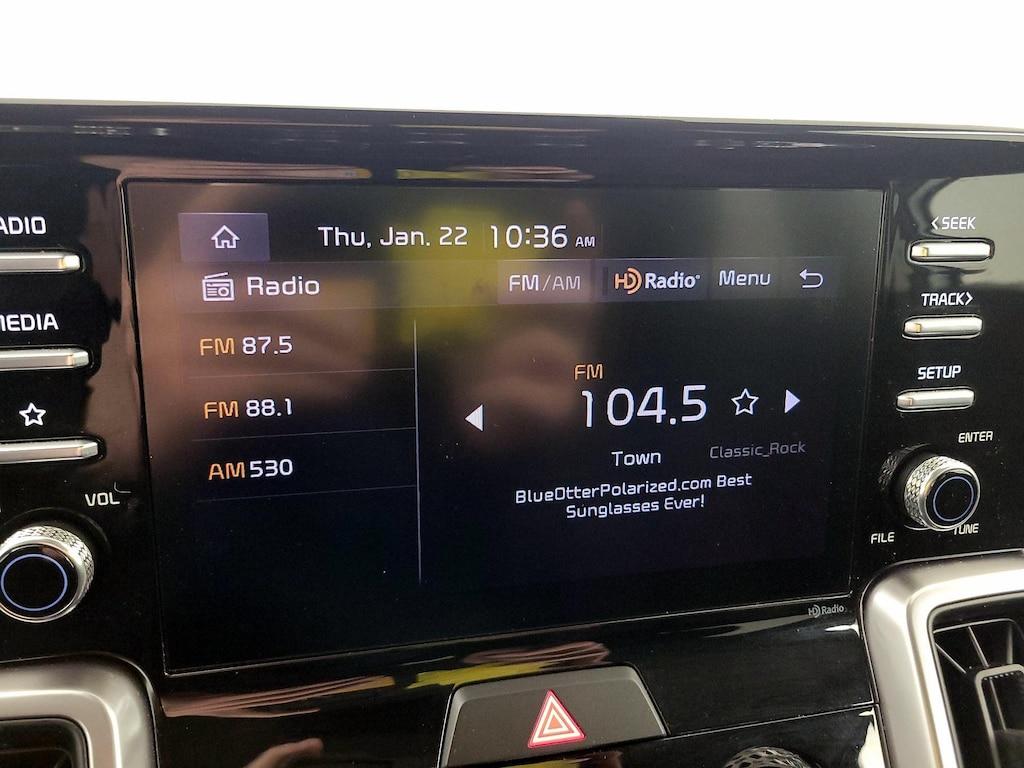 Thu, Jan. 22 10:36 AM
Radio FM/AM HD Radio® Menu
FM 87.5
FM 88.1
AM 530
FM
104.5
Town Classic_Rock
BlueOtterPolarized.com Best
Sunglasses Ever!
HD Radio
ADIO
MEDIA
VOL
<SEEK
TRACK>
SETUP
ENTER
FILE
TUNE